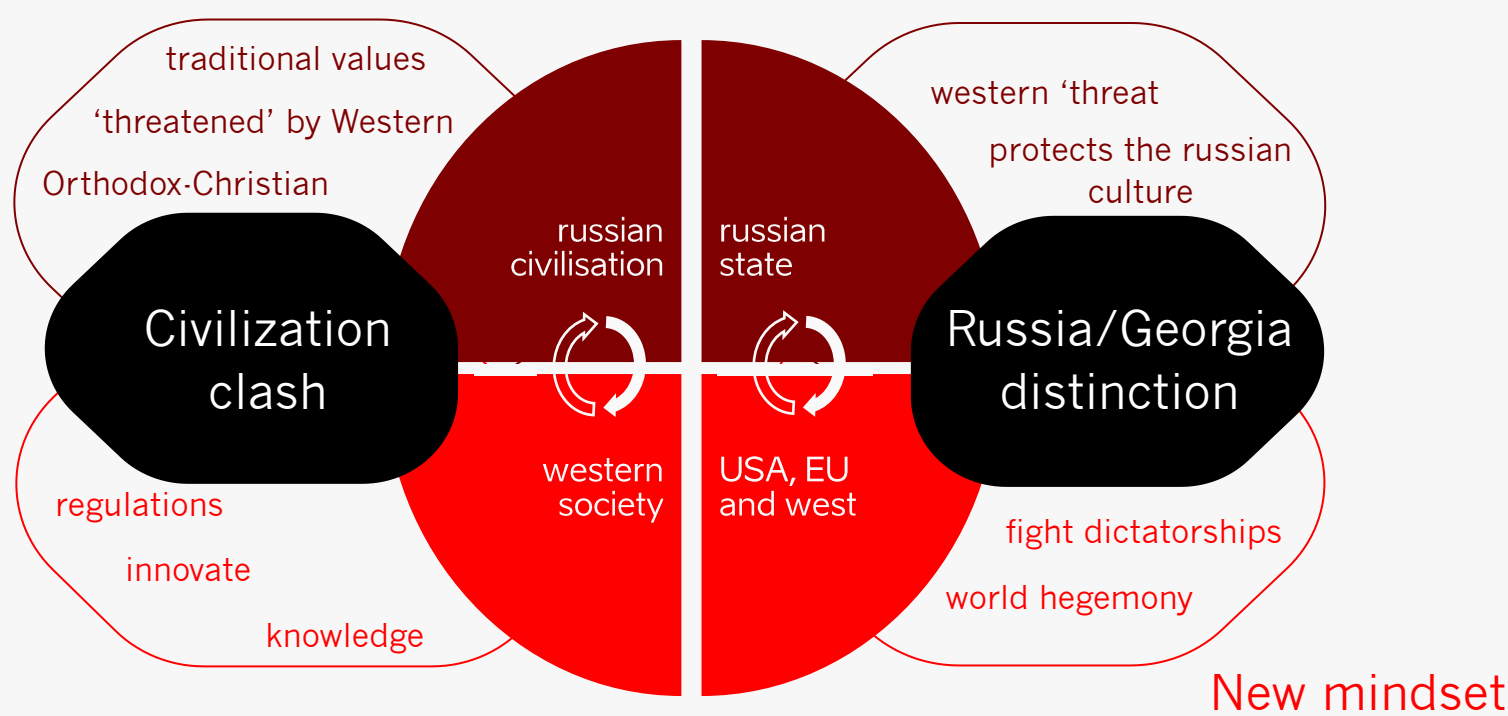 traditional values
‘threatened’ by Western
Orthodox-Christian
Civilization
clash
regulations
innovate
knowledge
russian
civilisation
western
society
russian
state
USA, EU
and west
western ‘threat
protects the russian
culture
Russia/Georgia
distinction
fight dictatorships
world hegemony
New mindset